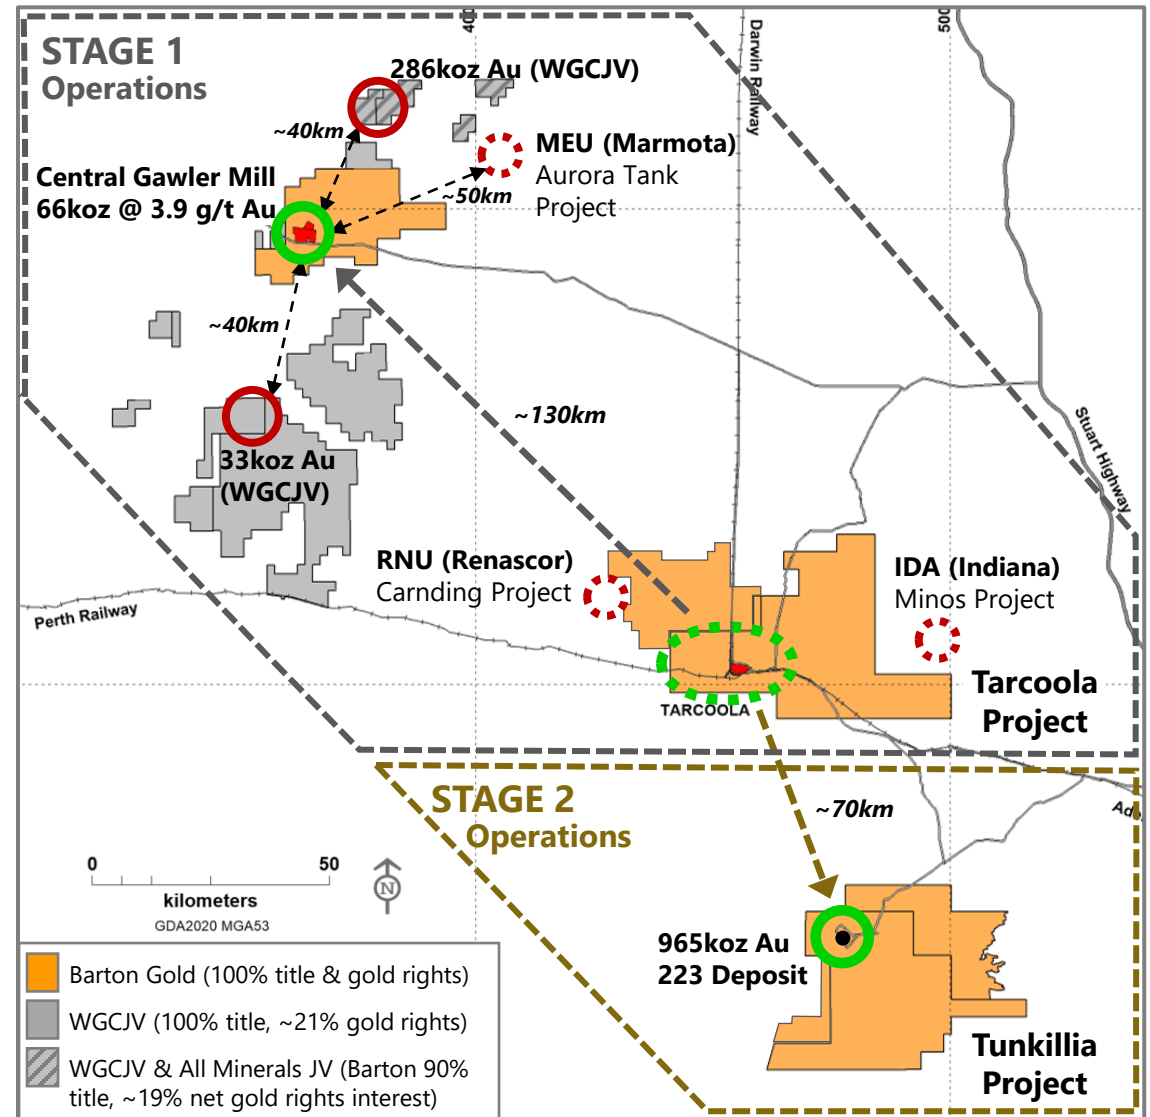 400
500
STAGE 1
Operations
Darwin Railway
286koz Au (WGCJV)
~40km
MEU (Marmota)
Aurora Tank
Project
Central Gawler Mill
66koz @ 3.9 g/t Au
~50km
~40km
~130km
Stuart Highway
33koz Au
(WGCJV)
RNU (Renascor)
Carnding Project
IDA (Indiana)
Minos Project
Perth Railway
TARCOOLA
Tarcoola
Project
STAGE 2
Operations
~70km
0 50
kilometers
GDA2020 MGA53
N
965koz Au
223 Deposit
Tunkillia
Project
Barton Gold (100% title & gold rights)
WGCJV (100% title, ~21% gold rights)
WGCJV & All Minerals JV (Barton 90%
title, ~19% net gold rights interest)